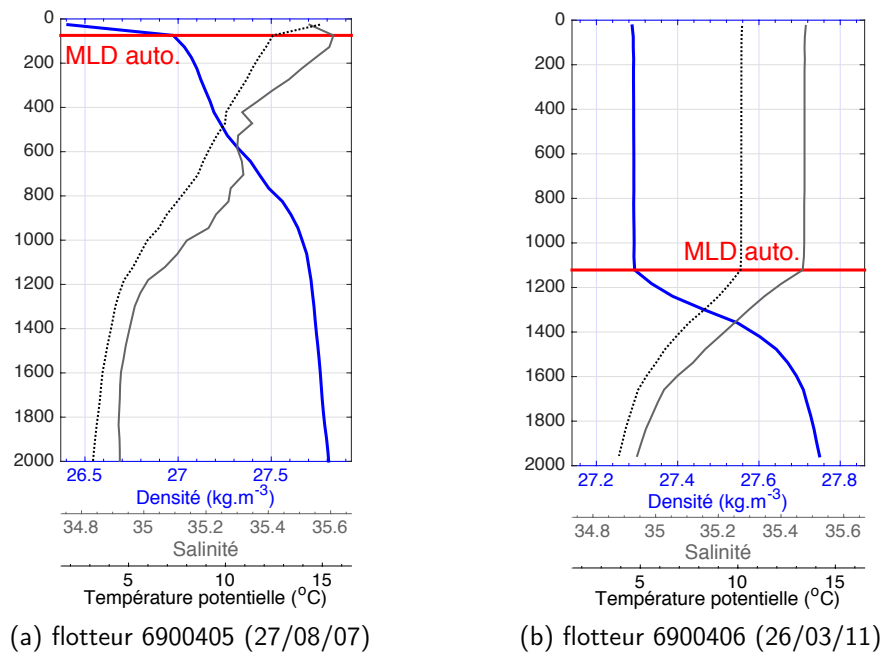 0
200
400
600
800
1000
1200
1400
1600
1800
2000
MLD auto.
26.5 27 27.5
Densité (kg.m-3)
34.8 35 35.2 35.4 35.6
Salinité
5 10 15
Température potentielle (oC)
(a) flotteur 6900405 (27/08/07)
0
200
400
600
800
1000
1200
1400
1600
1800
2000
MLD auto.
27.2 27.4 27.6 27.8
Densité (kg.m-3)
34.8 35 35.2 35.4 35.6
Salinité
5 10 15
Température potentielle (oC)
(b) flotteur 6900406 (26/03/11)